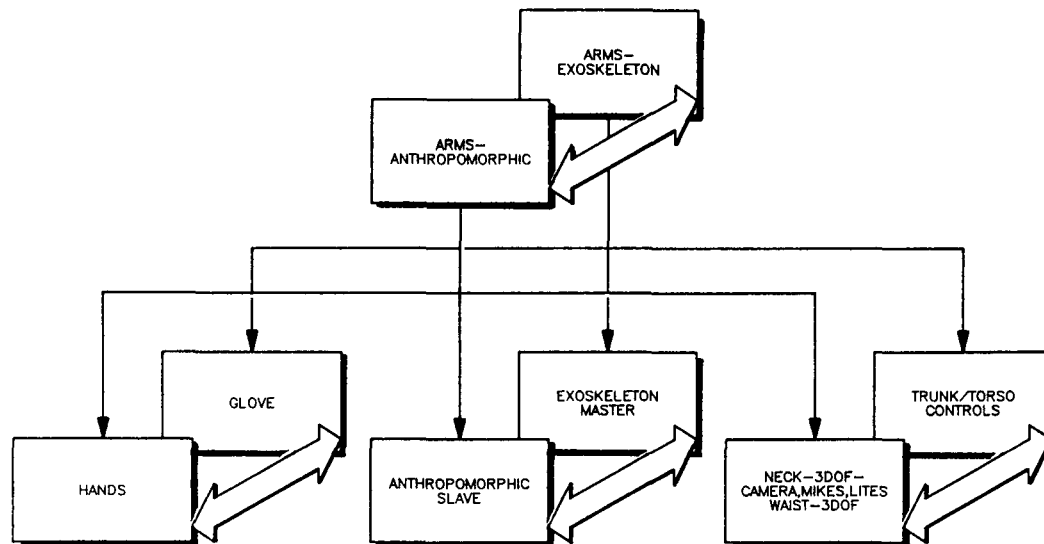 ARMS-
EXOSKELETON
ARMS-
ANTHROPOMORPHIC
GLOVE
EXOSKELETON
MASTER
TRUNK/TORSO
CONTROLS
HANDS
ANTHROPOMORPHIC
SLAVE
NECK-3DOF-
CAMERA,MIKES,LITES
WAIST-3DOF